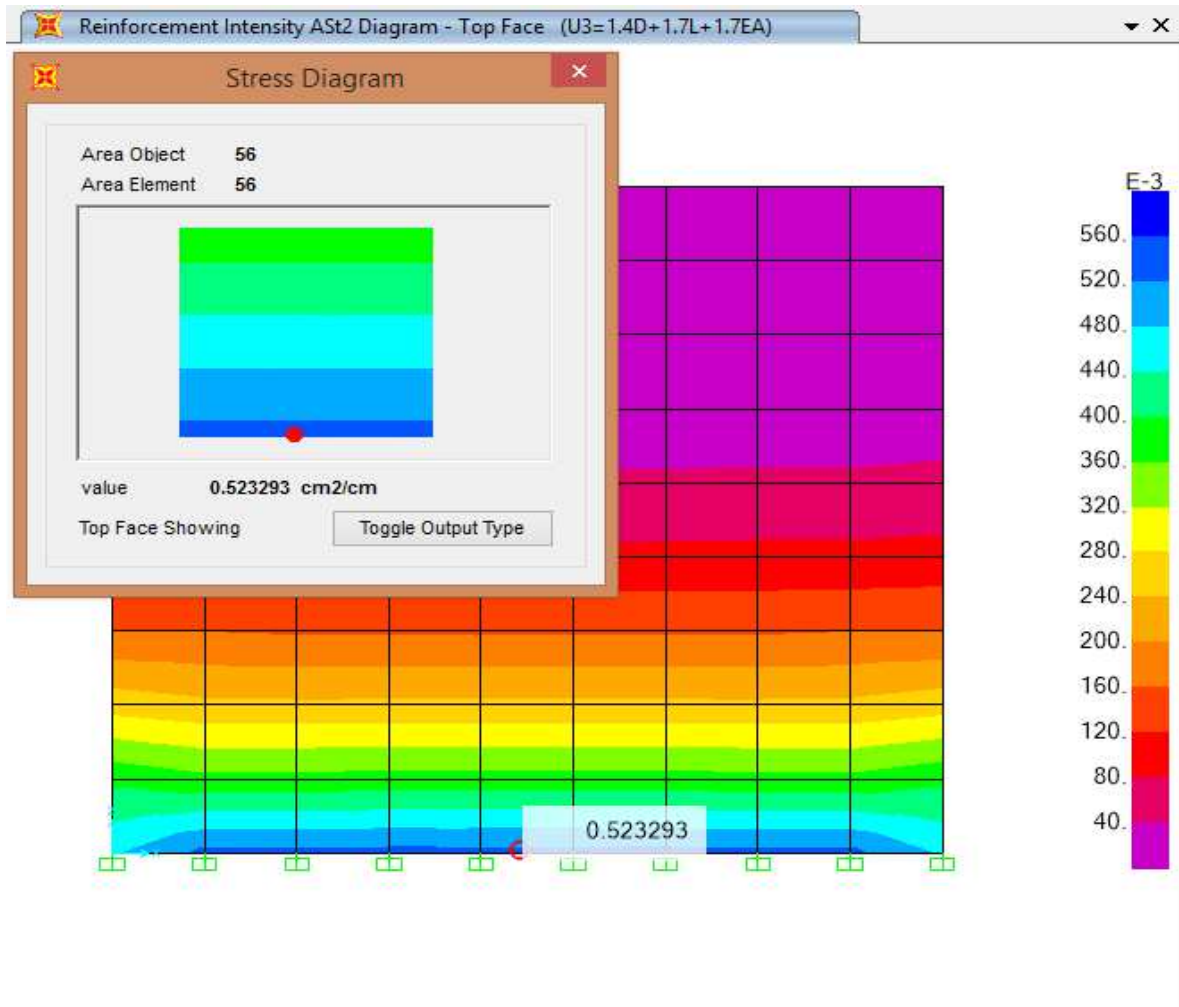 Reinforcement Intensity ASt2 Diagram - Top Face (U3=1.4D+1.7L+1.7EA)
Stress Diagram
Area Object 56
Area Element 56
value 0.523293 cm2/cm
Top Face Showing Toggle Output Type
E-3
560.
520.
480.
440.
400.
360.
320.
280.
240.
200.
160.
120.
80.
40.
0.523293